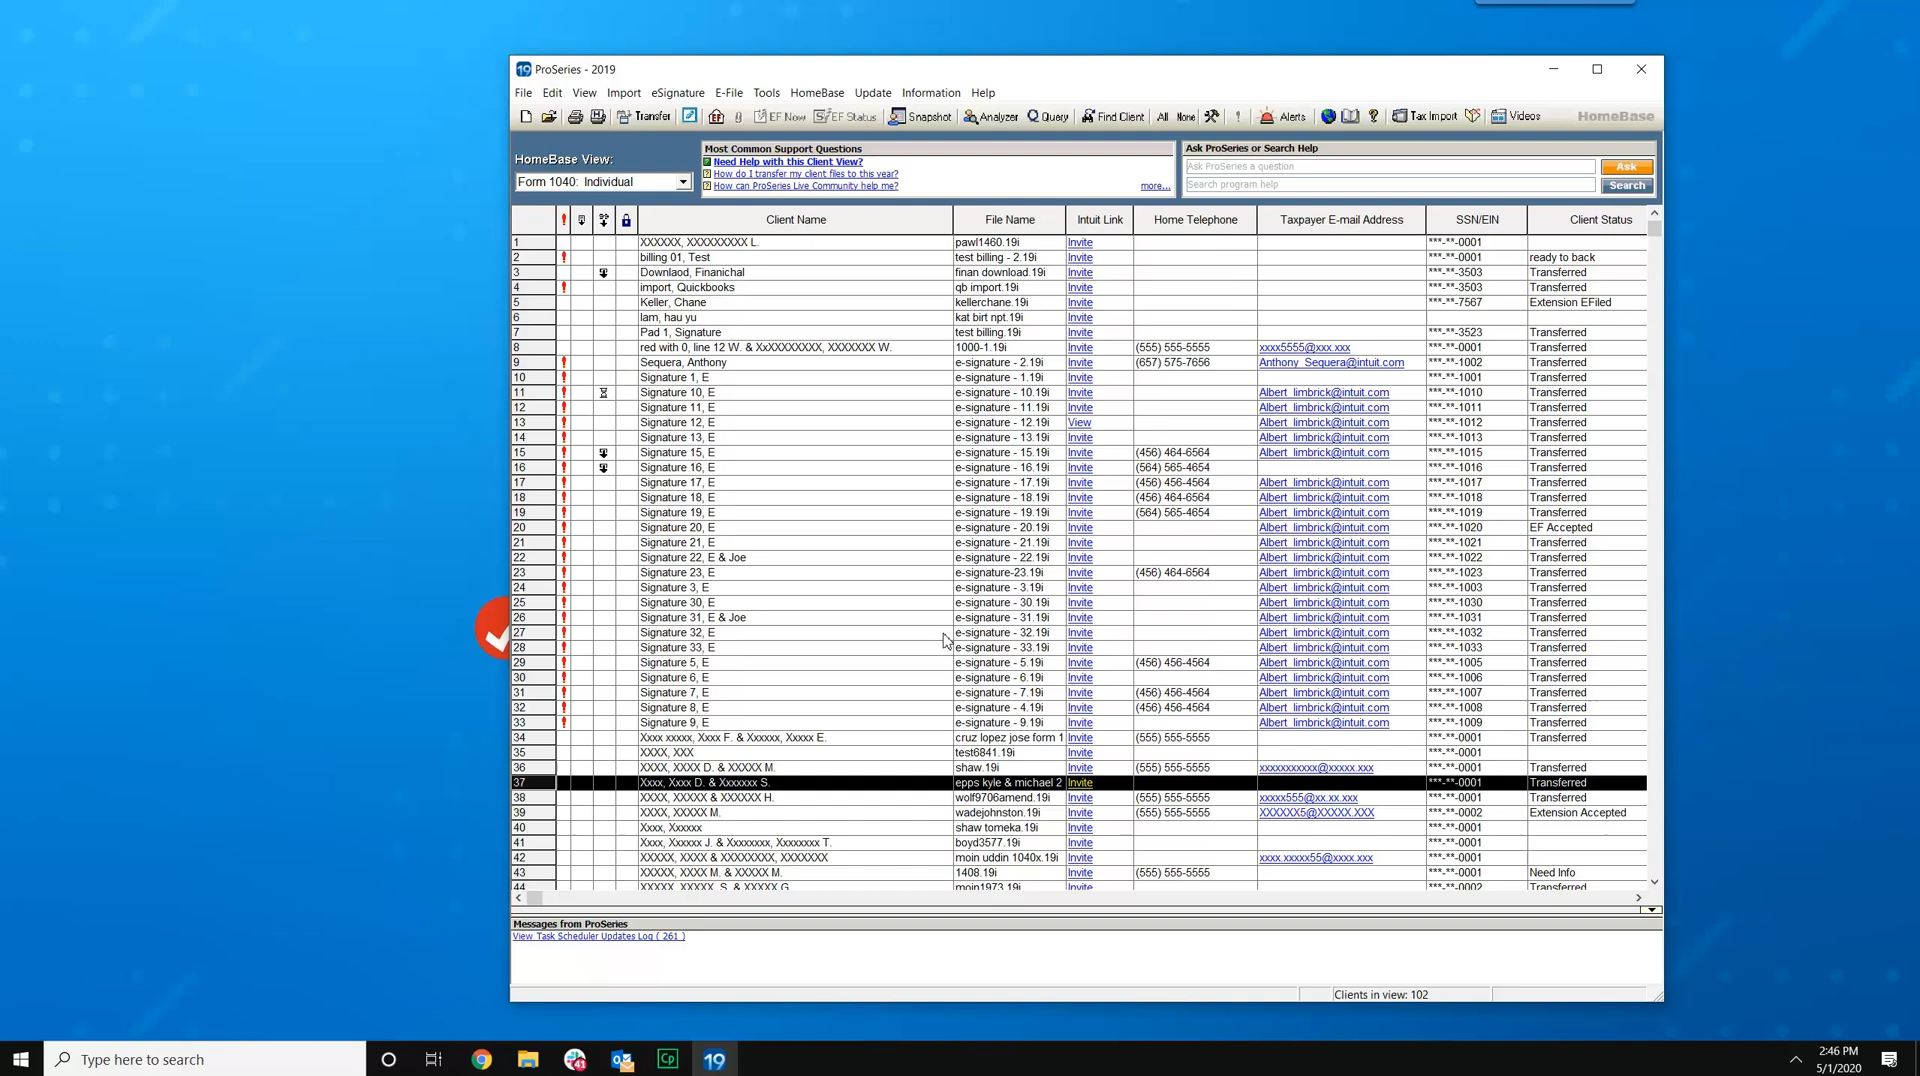 19 ProSeries - 2019
File Edit View Import eSignature E-File Tools HomeBase Update Information Help
Transfer EF Now EF Status Snapshot Analyzer Query Find Client All None Alerts Tax Import Videos HomeBase
HomeBase View:
Form 1040: Individual
Most Common Support Questions
Need Help with this Client View?
How do I transfer my client files to this year?
How can ProSeries Live Community help me?
more...
Ask ProSeries or Search Help
Ask ProSeries a question Ask
Search program help Search
Client Name File Name Intuit Link Home Telephone Taxpayer E-mail Address SSN/EIN Client Status
1 XXXXXX, XXXXXXXXX L. pawl1460.19i Invite ***-**-0001
2 billing 01, Test test billing - 2.19i Invite ***-**-0001 ready to back
3 Downlaod, Finanichal finan download.19i Invite ***-**-3503 Transferred
4 import, Quickbooks qb import.19i Invite ***-**-3503 Transferred
5 Keller, Chane kellerchane.19i Invite ***-**-7567 Extension EFiled
6 lam, hau yu kat birt npt.19i Invite
7 Pad 1, Signature test billing.19i Invite ***-**-3523 Transferred
8 red with 0, line 12 W. & XxXXXXXXXX, XXXXXXX W. 1000-1.19i Invite (555) 555-5555 xxxx5555@xxx.xxx ***-**-0001 Transferred
9 Sequera, Anthony e-signature - 2.19i Invite (657) 575-7656 Anthony_Sequera@intuit.com ***-**-1002 Transferred
10 Signature 1, E e-signature - 1.19i Invite ***-**-1001 Transferred
11 Signature 10, E e-signature - 10.19i Invite Albert_limbrick@intuit.com ***-**-1010 Transferred
12 Signature 11, E e-signature - 11.19i Invite Albert_limbrick@intuit.com ***-**-1011 Transferred
13 Signature 12, E e-signature - 12.19i View Albert_limbrick@intuit.com ***-**-1012 Transferred
14 Signature 13, E e-signature - 13.19i Invite Albert_limbrick@intuit.com ***-**-1013 Transferred
15 Signature 15, E e-signature - 15.19i Invite (456) 464-6564 Albert_limbrick@intuit.com ***-**-1015 Transferred
16 Signature 16, E e-signature - 16.19i Invite (564) 565-4654 ***-**-1016 Transferred
17 Signature 17, E e-signature - 17.19i Invite (456) 456-4564 Albert_limbrick@intuit.com ***-**-1017 Transferred
18 Signature 18, E e-signature - 18.19i Invite (456) 464-6564 Albert_limbrick@intuit.com ***-**-1018 Transferred
19 Signature 19, E e-signature - 19.19i Invite (564) 565-4654 Albert_limbrick@intuit.com ***-**-1019 Transferred
20 Signature 20, E e-signature - 20.19i Invite Albert_limbrick@intuit.com ***-**-1020 EF Accepted
21 Signature 21, E e-signature - 21.19i Invite Albert_limbrick@intuit.com ***-**-1021 Transferred
22 Signature 22, E & Joe e-signature - 22.19i Invite Albert_limbrick@intuit.com ***-**-1022 Transferred
23 Signature 23, E e-signature-23.19i Invite (456) 464-6564 Albert_limbrick@intuit.com ***-**-1023 Transferred
24 Signature 3, E e-signature - 3.19i Invite Albert_limbrick@intuit.com ***-**-1003 Transferred
25 Signature 30, E e-signature - 30.19i Invite Albert_limbrick@intuit.com ***-**-1030 Transferred
26 Signature 31, E & Joe e-signature - 31.19i Invite Albert_limbrick@intuit.com ***-**-1031 Transferred
27 Signature 32, E e-signature - 32.19i Invite Albert_limbrick@intuit.com ***-**-1032 Transferred
28 Signature 33, E e-signature - 33.19i Invite Albert_limbrick@intuit.com ***-**-1033 Transferred
29 Signature 5, E e-signature - 5.19i Invite (456) 456-4564 Albert_limbrick@intuit.com ***-**-1005 Transferred
30 Signature 6, E e-signature - 6.19i Invite Albert_limbrick@intuit.com ***-**-1006 Transferred
31 Signature 7, E e-signature - 7.19i Invite (456) 456-4564 Albert_limbrick@intuit.com ***-**-1007 Transferred
32 Signature 8, E e-signature - 4.19i Invite (456) 456-4564 Albert_limbrick@intuit.com ***-**-1008 Transferred
33 Signature 9, E e-signature - 9.19i Invite Albert_limbrick@intuit.com ***-**-1009 Transferred
34 Xxxx xxxxx, Xxxx F. & Xxxxxx, Xxxxx E. cruz lopez jose form 1 Invite (555) 555-5555 ***-**-0001 Transferred
35 XXXX, XXX test6841.19i Invite ***-**-0001
36 XXXX, XXXX D. & XXXXX M. shaw.19i Invite (555) 555-5555 xxxxxxxxxx@xxxxx.xxx ***-**-0001 Transferred
37 Xxxx, Xxxx D. & Xxxxxxx S. epps kyle & michael 2 Invite ***-**-0001 Transferred
38 XXXX, XXXXX & XXXXXX H. wolf9706amend.19i Invite (555) 555-5555 xxxxx555@xx.xx.xxx ***-**-0001 Transferred
39 XXXX, XXXXX M. wadejohnston.19i Invite (555) 555-5555 XXXXXX5@XXXXX.XXX ***-**-0002 Extension Accepted
40 Xxxx, Xxxxxx shaw tomeka.19i Invite ***-**-0001
41 Xxxx, Xxxxxx J. & Xxxxxxxx, Xxxxxxxx T. boyd3577.19i Invite ***-**-0001
42 XXXXX, XXXX & XXXXXXXX, XXXXXXX moin uddin 1040x.19i Invite xxxx.xxxxx55@xxxx.xxx ***-**-0001
43 XXXXX, XXXX M. & XXXXX M. 1408.19i Invite (555) 555-5555 ***-**-0001 Need Info
44 XXXXX, XXXXX, S. & XXXXX G. moin1973.19i Invite ***-**-0002 Transferred
Messages from ProSeries
View Task Scheduler Updates Log ( 261 )
Clients in view: 102
Type here to search
41
Cp
19
2:46 PM
5/1/2020